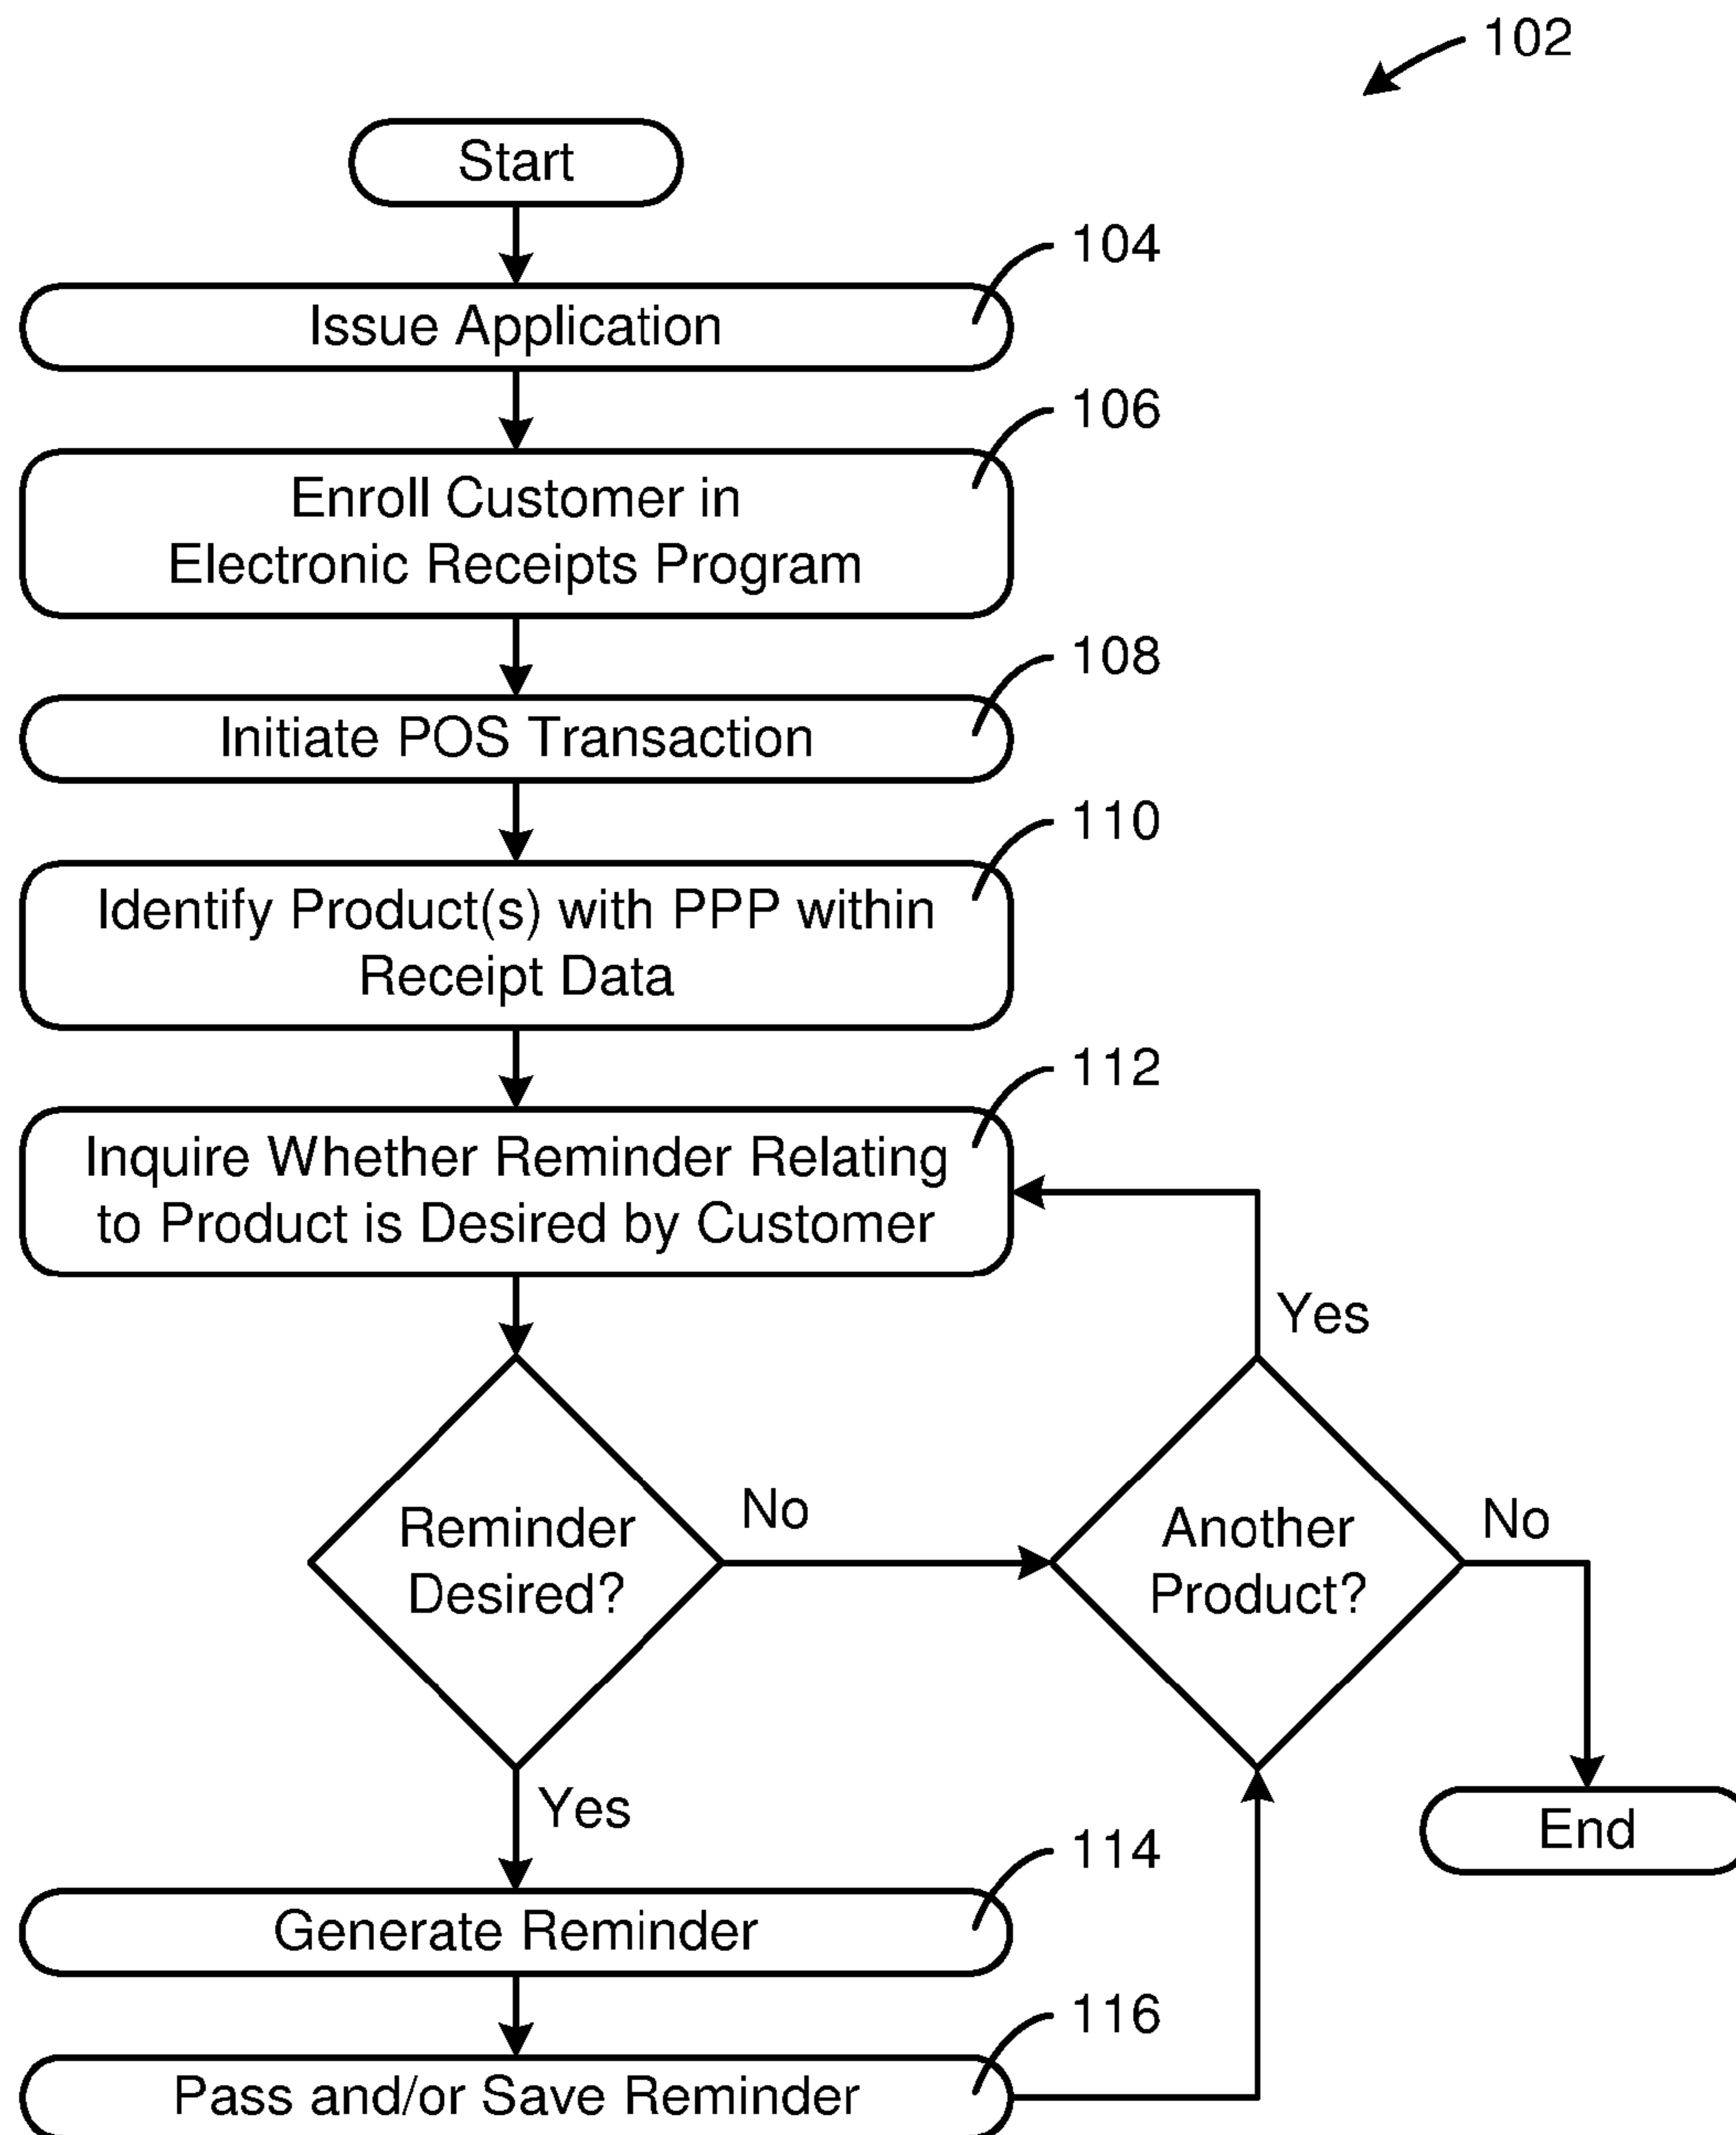 102
Start
104
Issue Application
106
Enroll Customer in
Electronic Receipts Program
108
Initiate POS Transaction
110
Identify Product(s) with PPP within
Receipt Data
112
Inquire Whether Reminder Relating
to Product is Desired by Customer
Yes
No
Reminder
Desired?
Another
Product?
No
Yes
End
114
Generate Reminder
116
Pass and/or Save Reminder